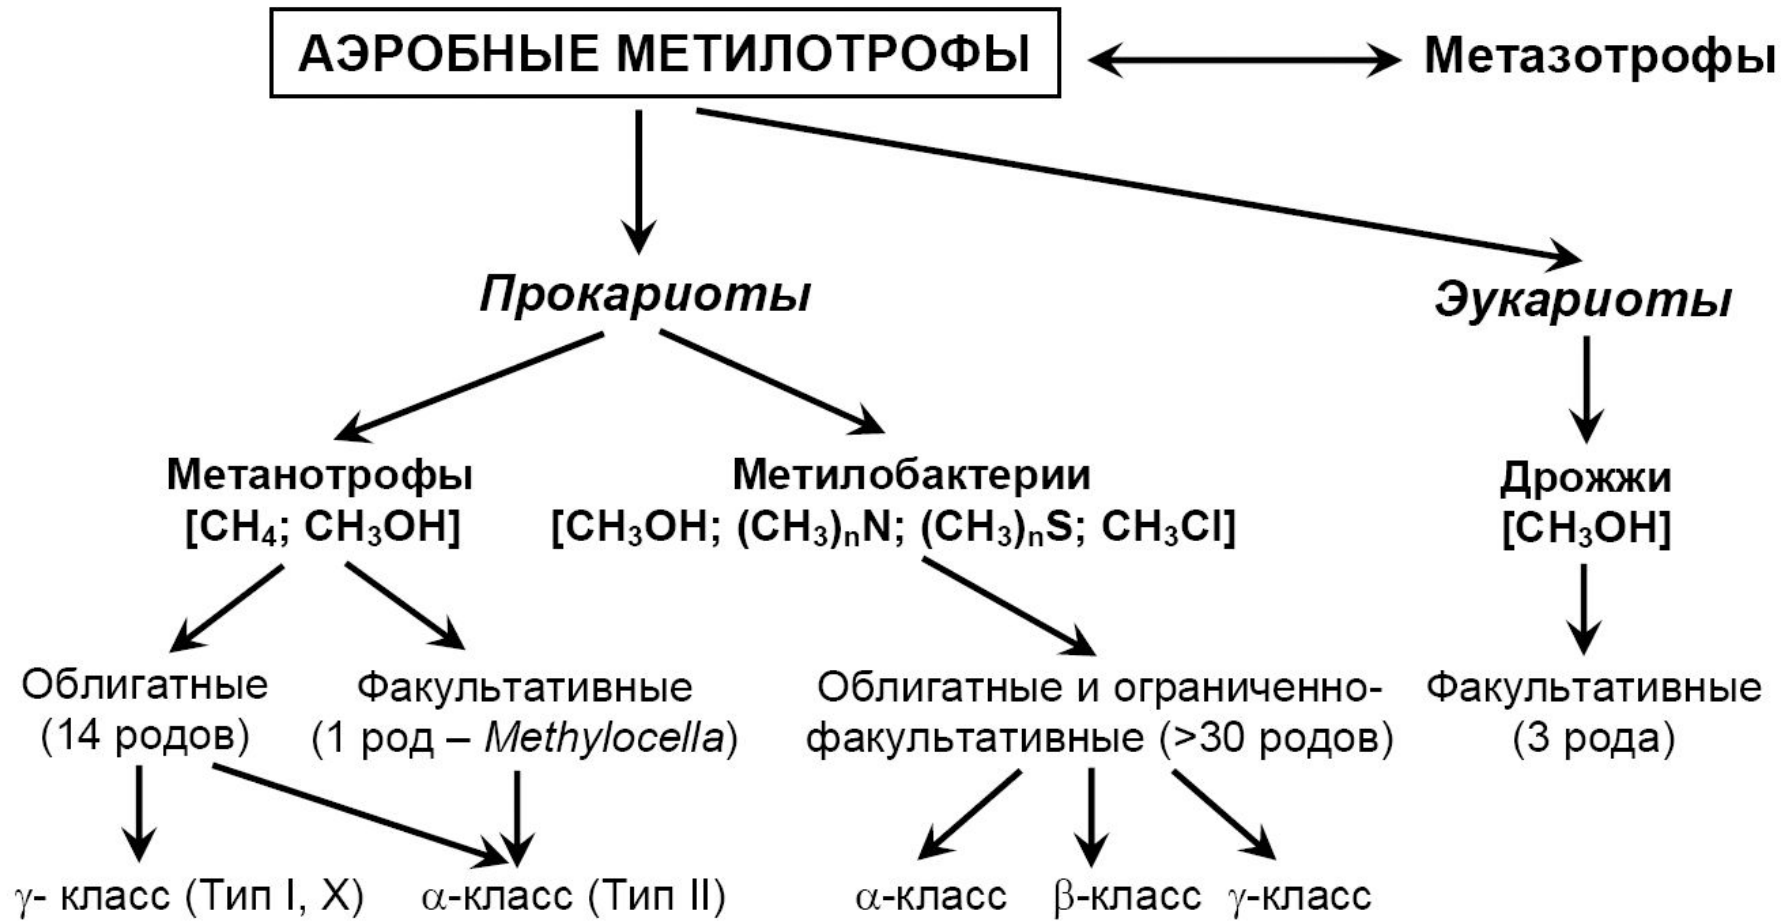 АЭРОБНЫЕ МЕТИЛОТРОФЫ
Метазотрофы
Прокариоты
Эукариоты
Метанотрофы
[CH₄; CH₃OH]
Метилобактерии
[CH₃OH; (CH₃)ₙN; (CH₃)ₙS; CH₃Cl]
Дрожжи
[CH₃OH]
Облигатные
(14 родов)
Факультативные
(1 род – Methylocella)
Облигатные и ограниченно-
факультативные (>30 родов)
Факультативные
(3 рода)
γ- класс (Тип I, X)
α-класс (Тип II)
α-класс
β-класс
γ-класс